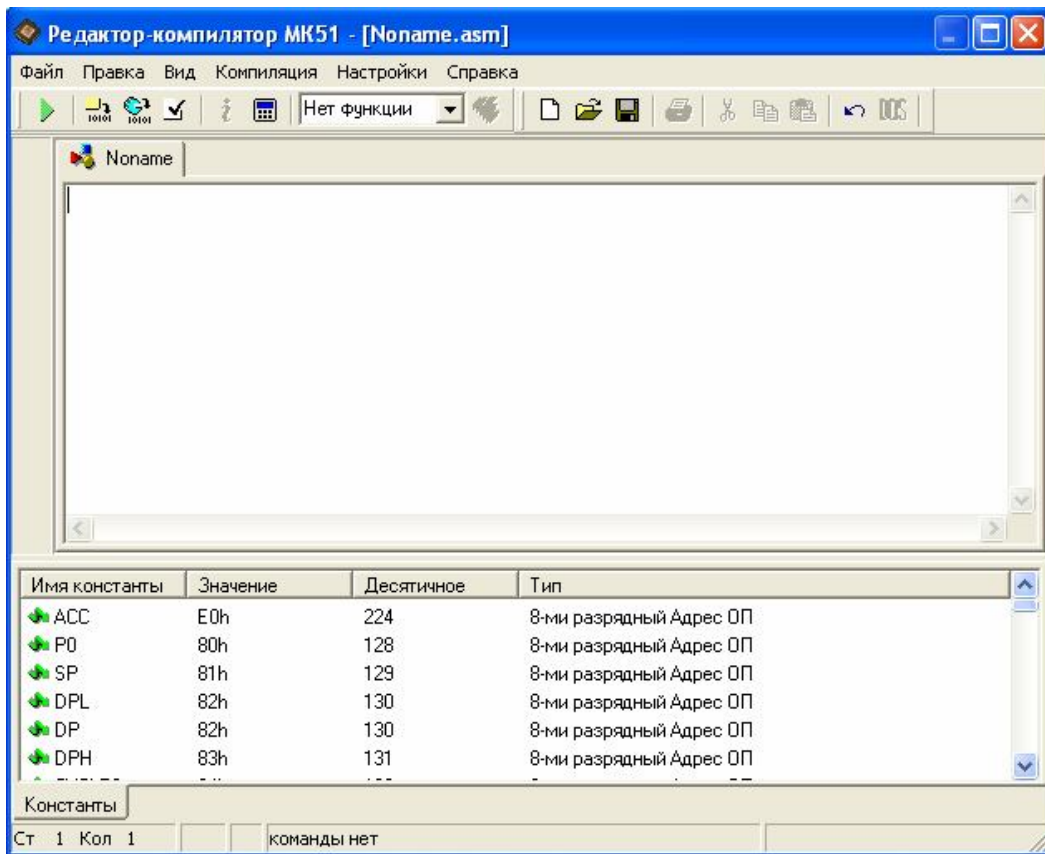 Редактор-компилятор МК51 - [Noname.asm]
Файл Правка Вид Компиляция Настройки Справка
10101 10101 i Нет функции DOS
Noname
Имя константы Значение Десятичное Тип
ACC E0h 224 8-ми разрядный Адрес ОП
P0 80h 128 8-ми разрядный Адрес ОП
SP 81h 129 8-ми разрядный Адрес ОП
DPL 82h 130 8-ми разрядный Адрес ОП
DP 82h 130 8-ми разрядный Адрес ОП
DPH 83h 131 8-ми разрядный Адрес ОП
Константы
Ст 1 Кол 1 команды нет